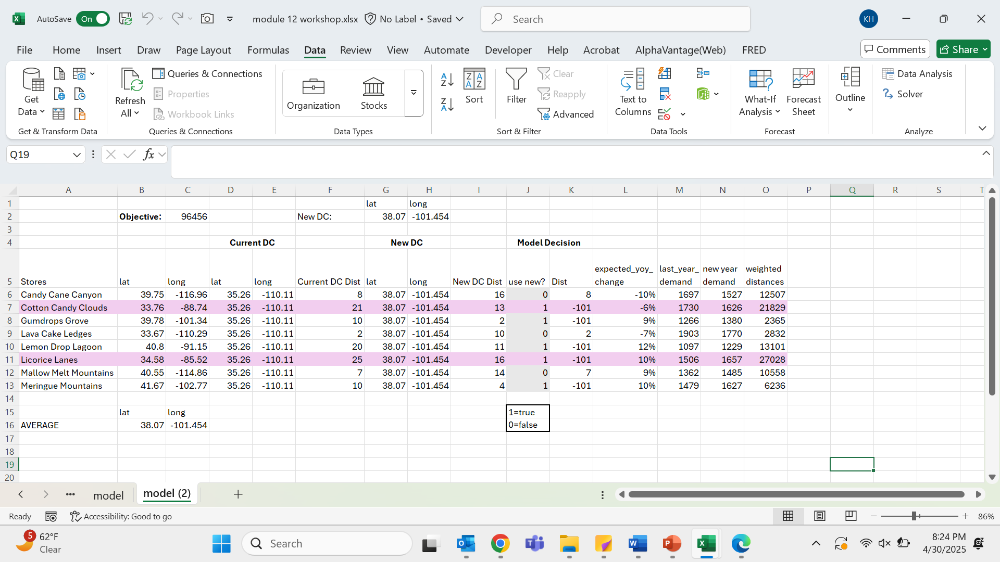 AutoSave On module 12 workshop.xlsx No Label • Saved Search KH
File Home Insert Draw Page Layout Formulas Data Review View Automate Developer Help Acrobat AlphaVantage(Web) FRED Comments Share
Get Data
Refresh All
Queries & Connections
Properties
Workbook Links
Organization Stocks
Sort
Filter
Clear
Reapply
Advanced
Text to Columns
What-If Analysis
Forecast Sheet
Outline
Data Analysis
Solver
Get & Transform Data Queries & Connections Data Types Sort & Filter Data Tools Forecast Analyze
Q19 fx
A B C D E F G H I J K L M N O P Q R S T
1 lat long
2 Objective: 96456 New DC: 38.07 -101.454
3
4 Current DC New DC Model Decision
5 Stores lat long lat long Current DC Dist lat long New DC Dist use new? Dist expected_yoy_change last_year_demand new year demand weighted distances
6 Candy Cane Canyon 39.75 -116.96 35.26 -110.11 8 38.07 -101.454 16 0 8 -10% 1697 1527 12507
7 Cotton Candy Clouds 33.76 -88.74 35.26 -110.11 21 38.07 -101.454 13 1 -101 -6% 1730 1626 21829
8 Gumdrops Grove 39.78 -101.34 35.26 -110.11 10 38.07 -101.454 2 1 -101 9% 1266 1380 2365
9 Lava Cake Ledges 33.67 -110.29 35.26 -110.11 2 38.07 -101.454 10 0 2 -7% 1903 1770 2832
10 Lemon Drop Lagoon 40.8 -91.15 35.26 -110.11 20 38.07 -101.454 11 1 -101 12% 1097 1229 13101
11 Licorice Lanes 34.58 -85.52 35.26 -110.11 25 38.07 -101.454 16 1 -101 10% 1506 1657 27028
12 Mallow Melt Mountains 40.55 -114.86 35.26 -110.11 7 38.07 -101.454 14 0 7 9% 1362 1485 10558
13 Meringue Mountains 41.67 -102.77 35.26 -110.11 10 38.07 -101.454 4 1 -101 10% 1479 1627 6236
14
15 lat long 1=true
16 AVERAGE 38.07 -101.454 0=false
17
18
19
20
model model (2)
Ready Accessibility: Good to go 86%
5 62°F
Clear
Search
8:24 PM
4/30/2025